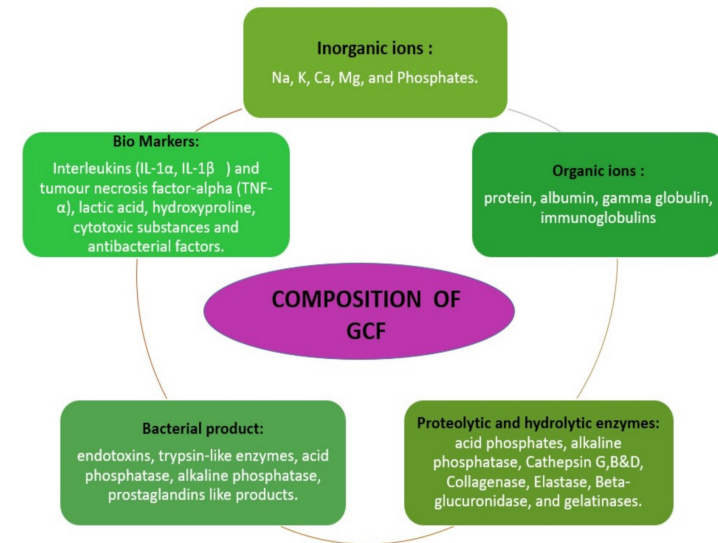 Inorganic ions :
Na, K, Ca, Mg, and Phosphates.
Bio Markers:
Interleukins (IL-1α, IL-1β ) and
tumour necrosis factor-alpha (TNF-
α), lactic acid, hydroxyproline,
cytotoxic substances and
antibacterial factors.
Organic ions :
protein, albumin, gamma globulin,
immunoglobulins
COMPOSITION OF
GCF
Bacterial product:
endotoxins, trypsin-like enzymes, acid
phosphatase, alkaline phosphatase,
prostaglandins like products.
Proteolytic and hydrolytic enzymes:
acid phosphates, alkaline
phosphatase, Cathepsin G,B&D,
Collagenase, Elastase, Beta-
glucuronidase, and gelatinases.